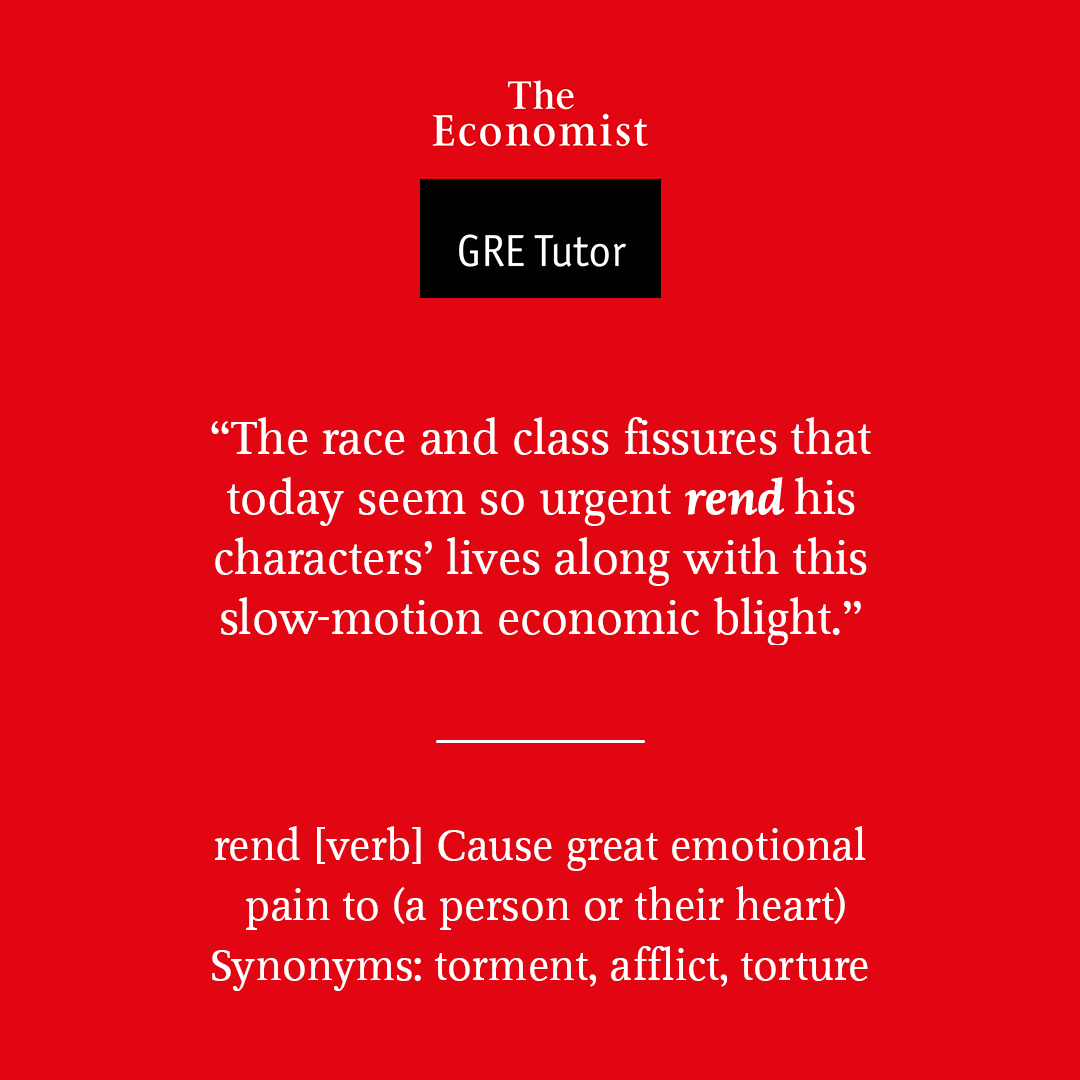 The
Economist
GRE Tutor
“The race and class fissures that
today seem so urgent rend his
characters’ lives along with this
slow-motion economic blight.”
rend [verb] Cause great emotional
pain to (a person or their heart)
Synonyms: torment, afflict, torture